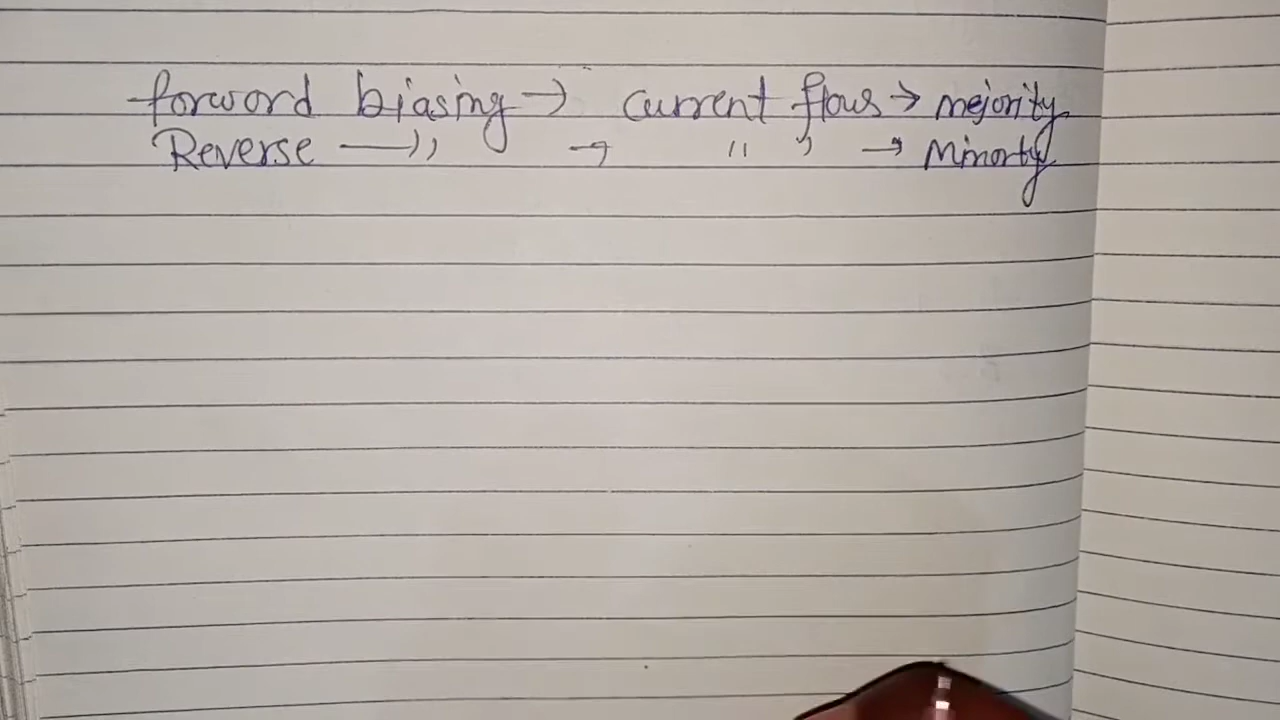 forword biasing → current flows → mejority
Reverse —")) → " " → Minorty